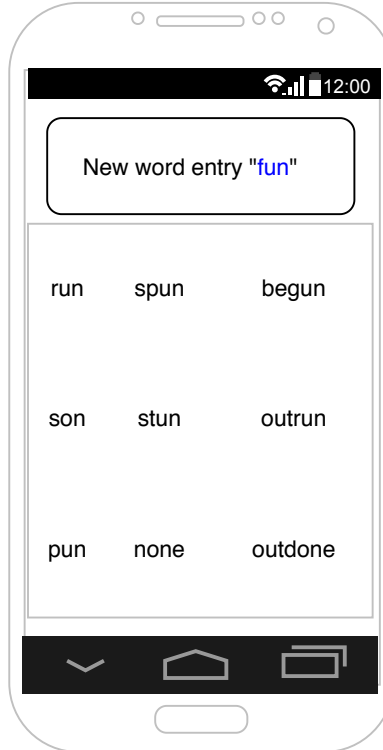 12:00
New word entry "fun"
run spun begun
son stun outrun
pun none outdone